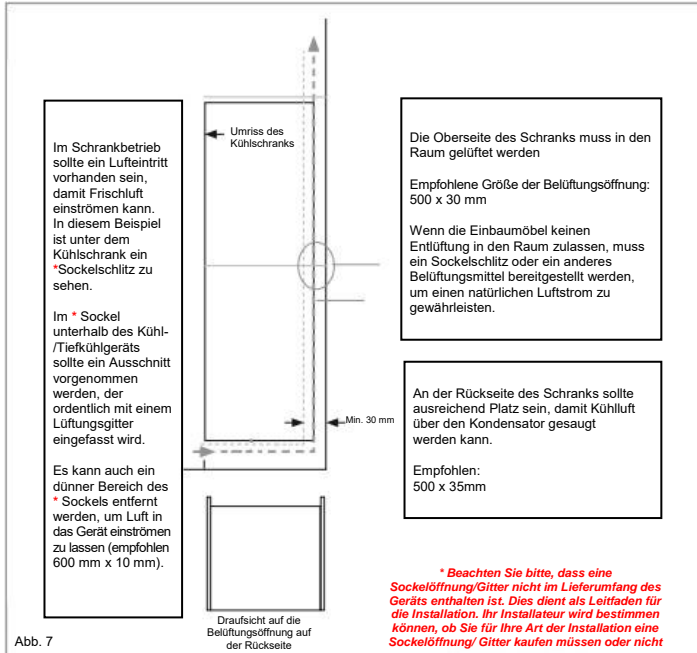 Im Schrankbetrieb
sollte ein Lufteintritt
vorhanden sein,
damit Frischluft
einströmen kann.
In diesem Beispiel
ist unter dem
Kühlschrank ein
*Sockelschlitz zu
sehen.
Im * Sockel
unterhalb des Kühl-
/Tiefkühlgeräts
sollte ein Ausschnitt
vorgenommen
werden, der
ordentlich mit einem
Lüftungsgitter
eingefasst wird.
Es kann auch ein
dünner Bereich des
* Sockels entfernt
werden, um Luft in
das Gerät einströmen
zu lassen (empfohlen
600 mm x 10 mm).
Umriss des
Kühlschranks
Min. 30 mm
Draufsicht auf die
Belüftungsöffnung auf
der Rückseite
Die Oberseite des Schranks muss in den
Raum gelüftet werden
Empfohlene Größe der Belüftungsöffnung:
500 x 30 mm
Wenn die Einbaumöbel keinen
Entlüftung in den Raum zulassen, muss
ein Sockelschlitz oder ein anderes
Belüftungsmittel bereitgestellt werden,
um einen natürlichen Luftstrom zu
gewährleisten.
An der Rückseite des Schranks sollte
ausreichend Platz sein, damit Kühlluft
über den Kondensator gesaugt
werden kann.
Empfohlen:
500 x 35mm
* Beachten Sie bitte, dass eine
Sockelöffnung/Gitter nicht im Lieferumfang des
Geräts enthalten ist. Dies dient als Leitfaden für
die Installation. Ihr Installateur wird bestimmen
können, ob Sie für Ihre Art der Installation eine
Sockelöffnung/ Gitter kaufen müssen oder nicht
Abb. 7